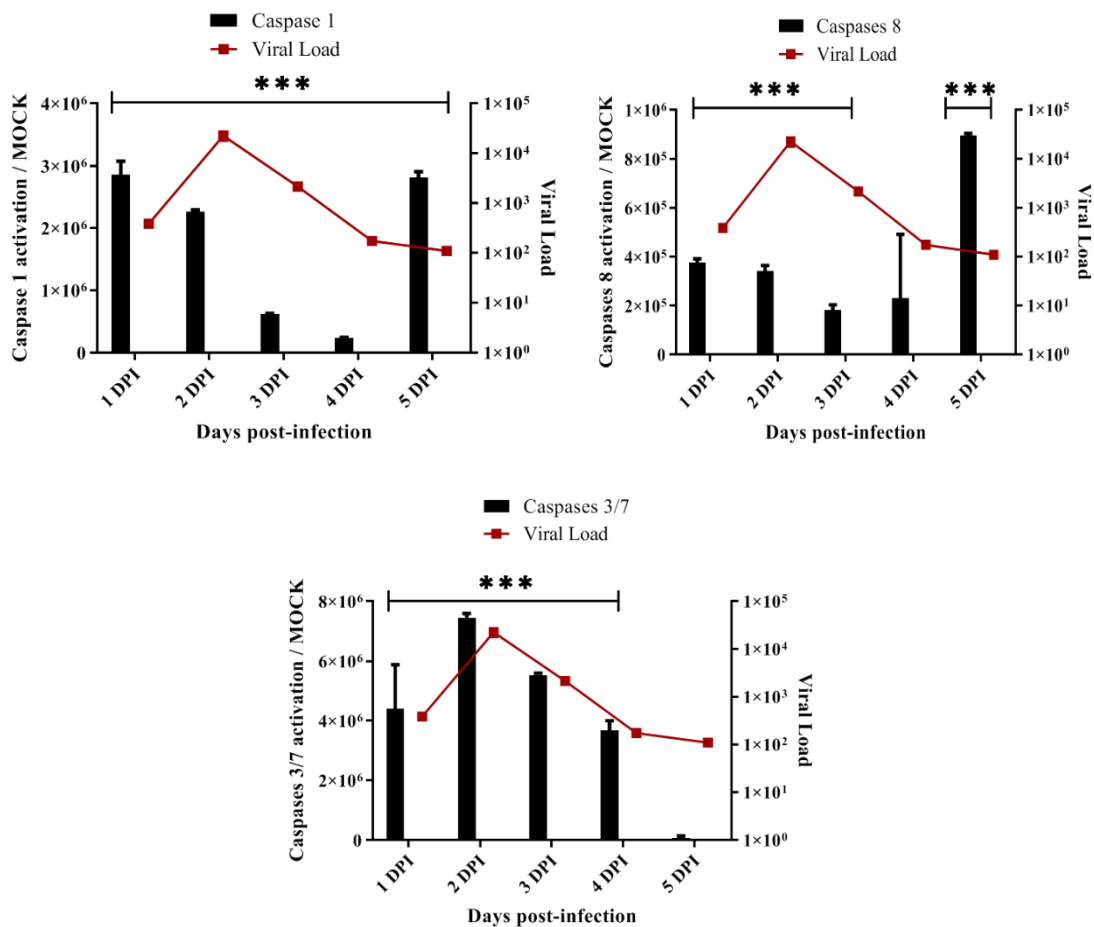 Caspase 1
Viral Load
***
Caspase 1 activation / MOCK
4×10⁶
3×10⁶
2×10⁶
1×10⁶
0
1×10⁵
1×10⁴
1×10³
1×10²
1×10¹
1×10⁰
Viral Load
1 DPI
2 DPI
3 DPI
4 DPI
5 DPI
Days post-infection
Caspases 8
Viral Load
***
***
Caspases 8 activation / MOCK
1×10⁶
8×10⁵
6×10⁵
4×10⁵
2×10⁵
0
1×10⁵
1×10⁴
1×10³
1×10²
1×10¹
1×10⁰
Viral Load
1 DPI
2 DPI
3 DPI
4 DPI
5 DPI
Days post-infection
Caspases 3/7
Viral Load
***
Caspases 3/7 activation / MOCK
8×10⁶
6×10⁶
4×10⁶
2×10⁶
0
1×10⁵
1×10⁴
1×10³
1×10²
1×10¹
1×10⁰
Viral Load
1 DPI
2 DPI
3 DPI
4 DPI
5 DPI
Days post-infection